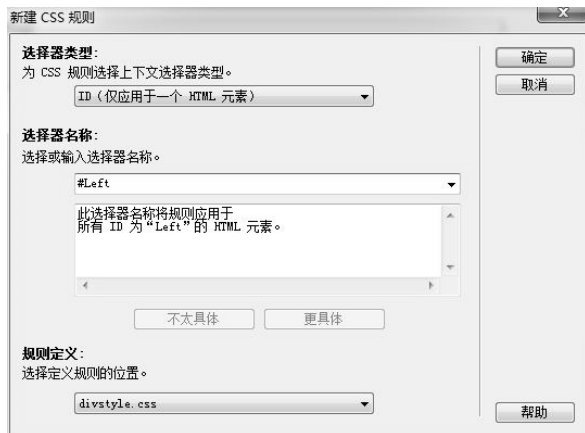 新建 CSS 规则
选择器类型:
为 CSS 规则选择上下文选择器类型。
ID（仅应用于一个 HTML 元素）
确定
取消
选择器名称:
选择或输入选择器名称。
#Left
此选择器名称将规则应用于
所有 ID 为“Left”的 HTML 元素。
不太具体
更具体
规则定义:
选择定义规则的位置。
divstyle.css
帮助